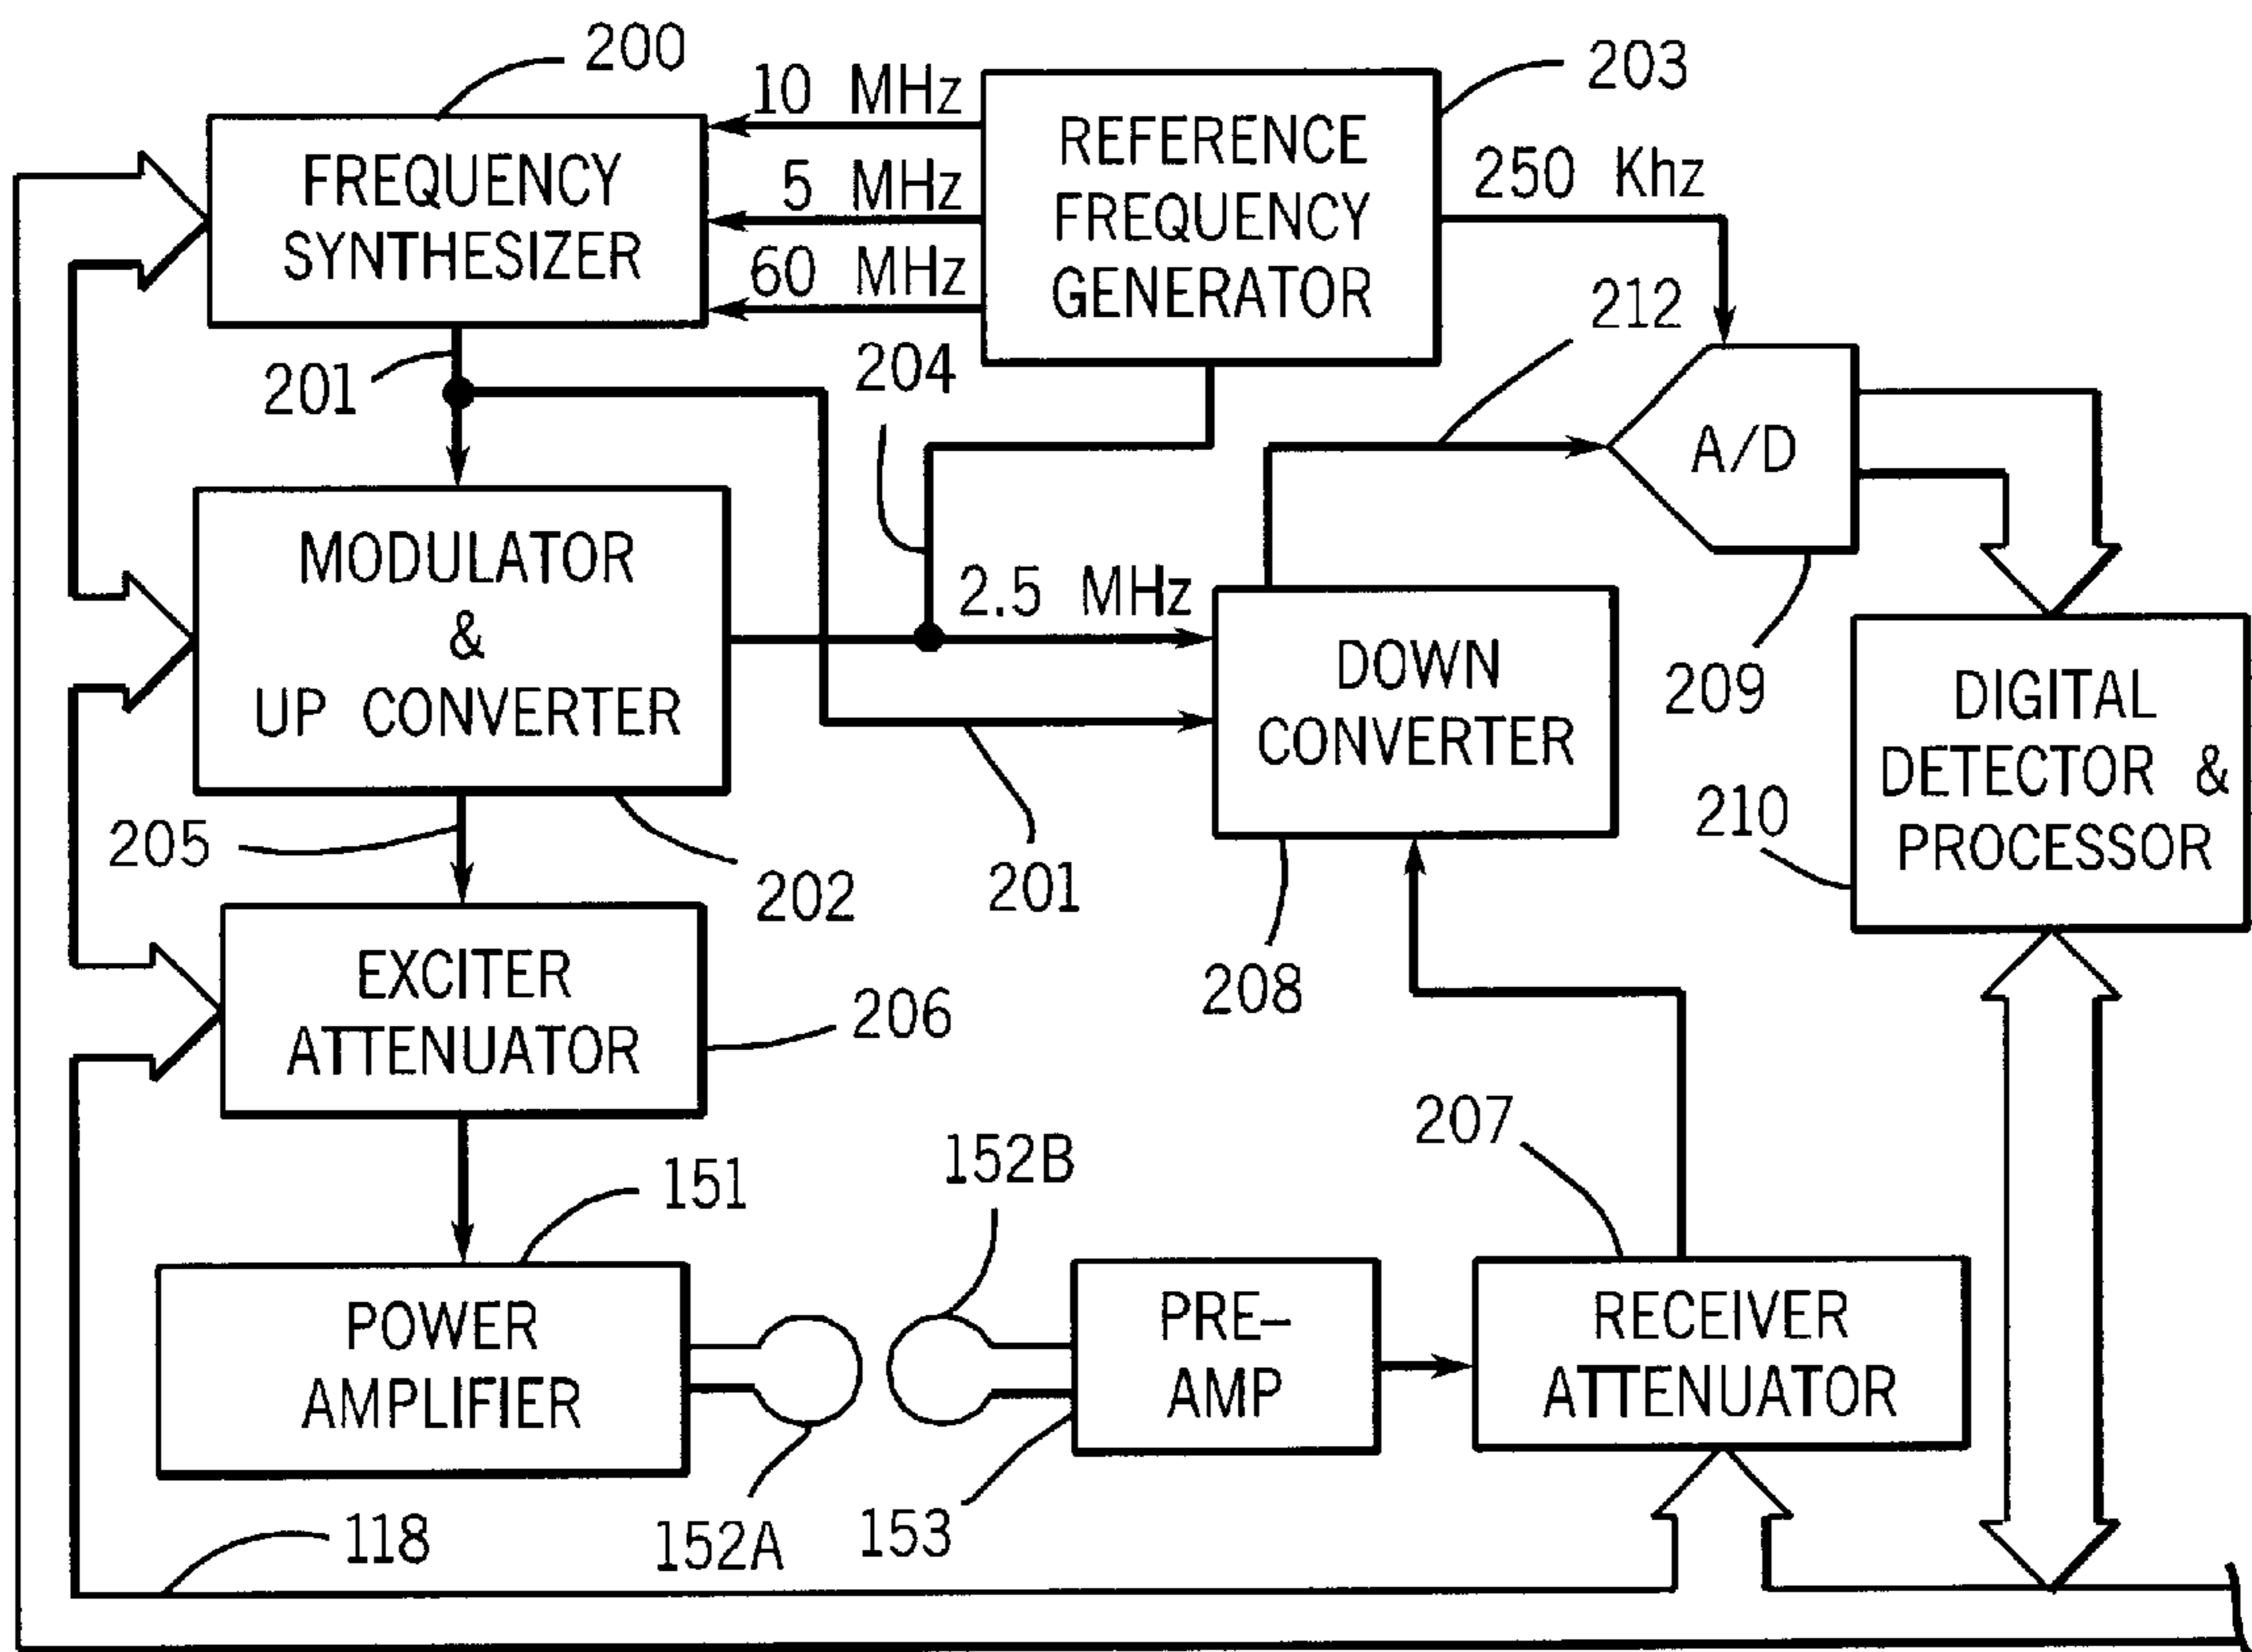 200
10 MHz
203
FREQUENCY
SYNTHESIZER
5 MHz
60 MHz
REFERENCE
FREQUENCY
GENERATOR
250 Khz
212
201
204
A/D
MODULATOR
&
UP CONVERTER
2.5 MHz
DOWN
CONVERTER
209
DIGITAL
DETECTOR &
PROCESSOR
205
202
201
208
210
EXCITER
ATTENUATOR
206
207
151
152B
POWER
AMPLIFIER
PRE-
AMP
RECEIVER
ATTENUATOR
118
152A
153